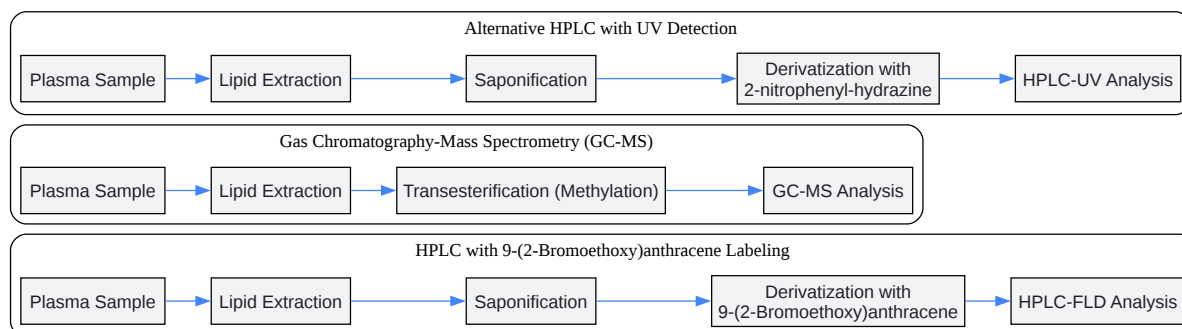 Alternative HPLC with UV Detection
Plasma Sample
Lipid Extraction
Saponification
Derivatization with
2-nitrophenyl-hydrazine
HPLC-UV Analysis
Gas Chromatography-Mass Spectrometry (GC-MS)
Plasma Sample
Lipid Extraction
Transesterification (Methylation)
GC-MS Analysis
HPLC with 9-(2-Bromoethoxy)anthracene Labeling
Plasma Sample
Lipid Extraction
Saponification
Derivatization with
9-(2-Bromoethoxy)anthracene
HPLC-FLD Analysis